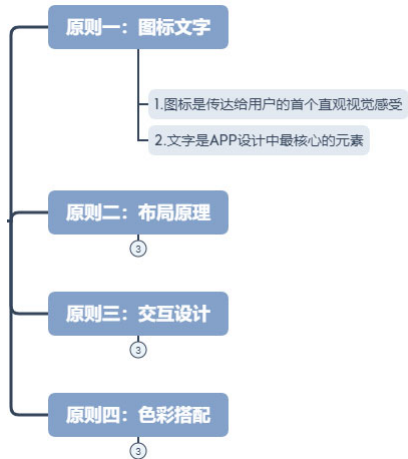 原则一：图标文字
1.图标是传达给用户的首个直观视觉感受
2.文字是APP设计中最核心的元素
原则二：布局原理
3
原则三：交互设计
3
原则四：色彩搭配
3